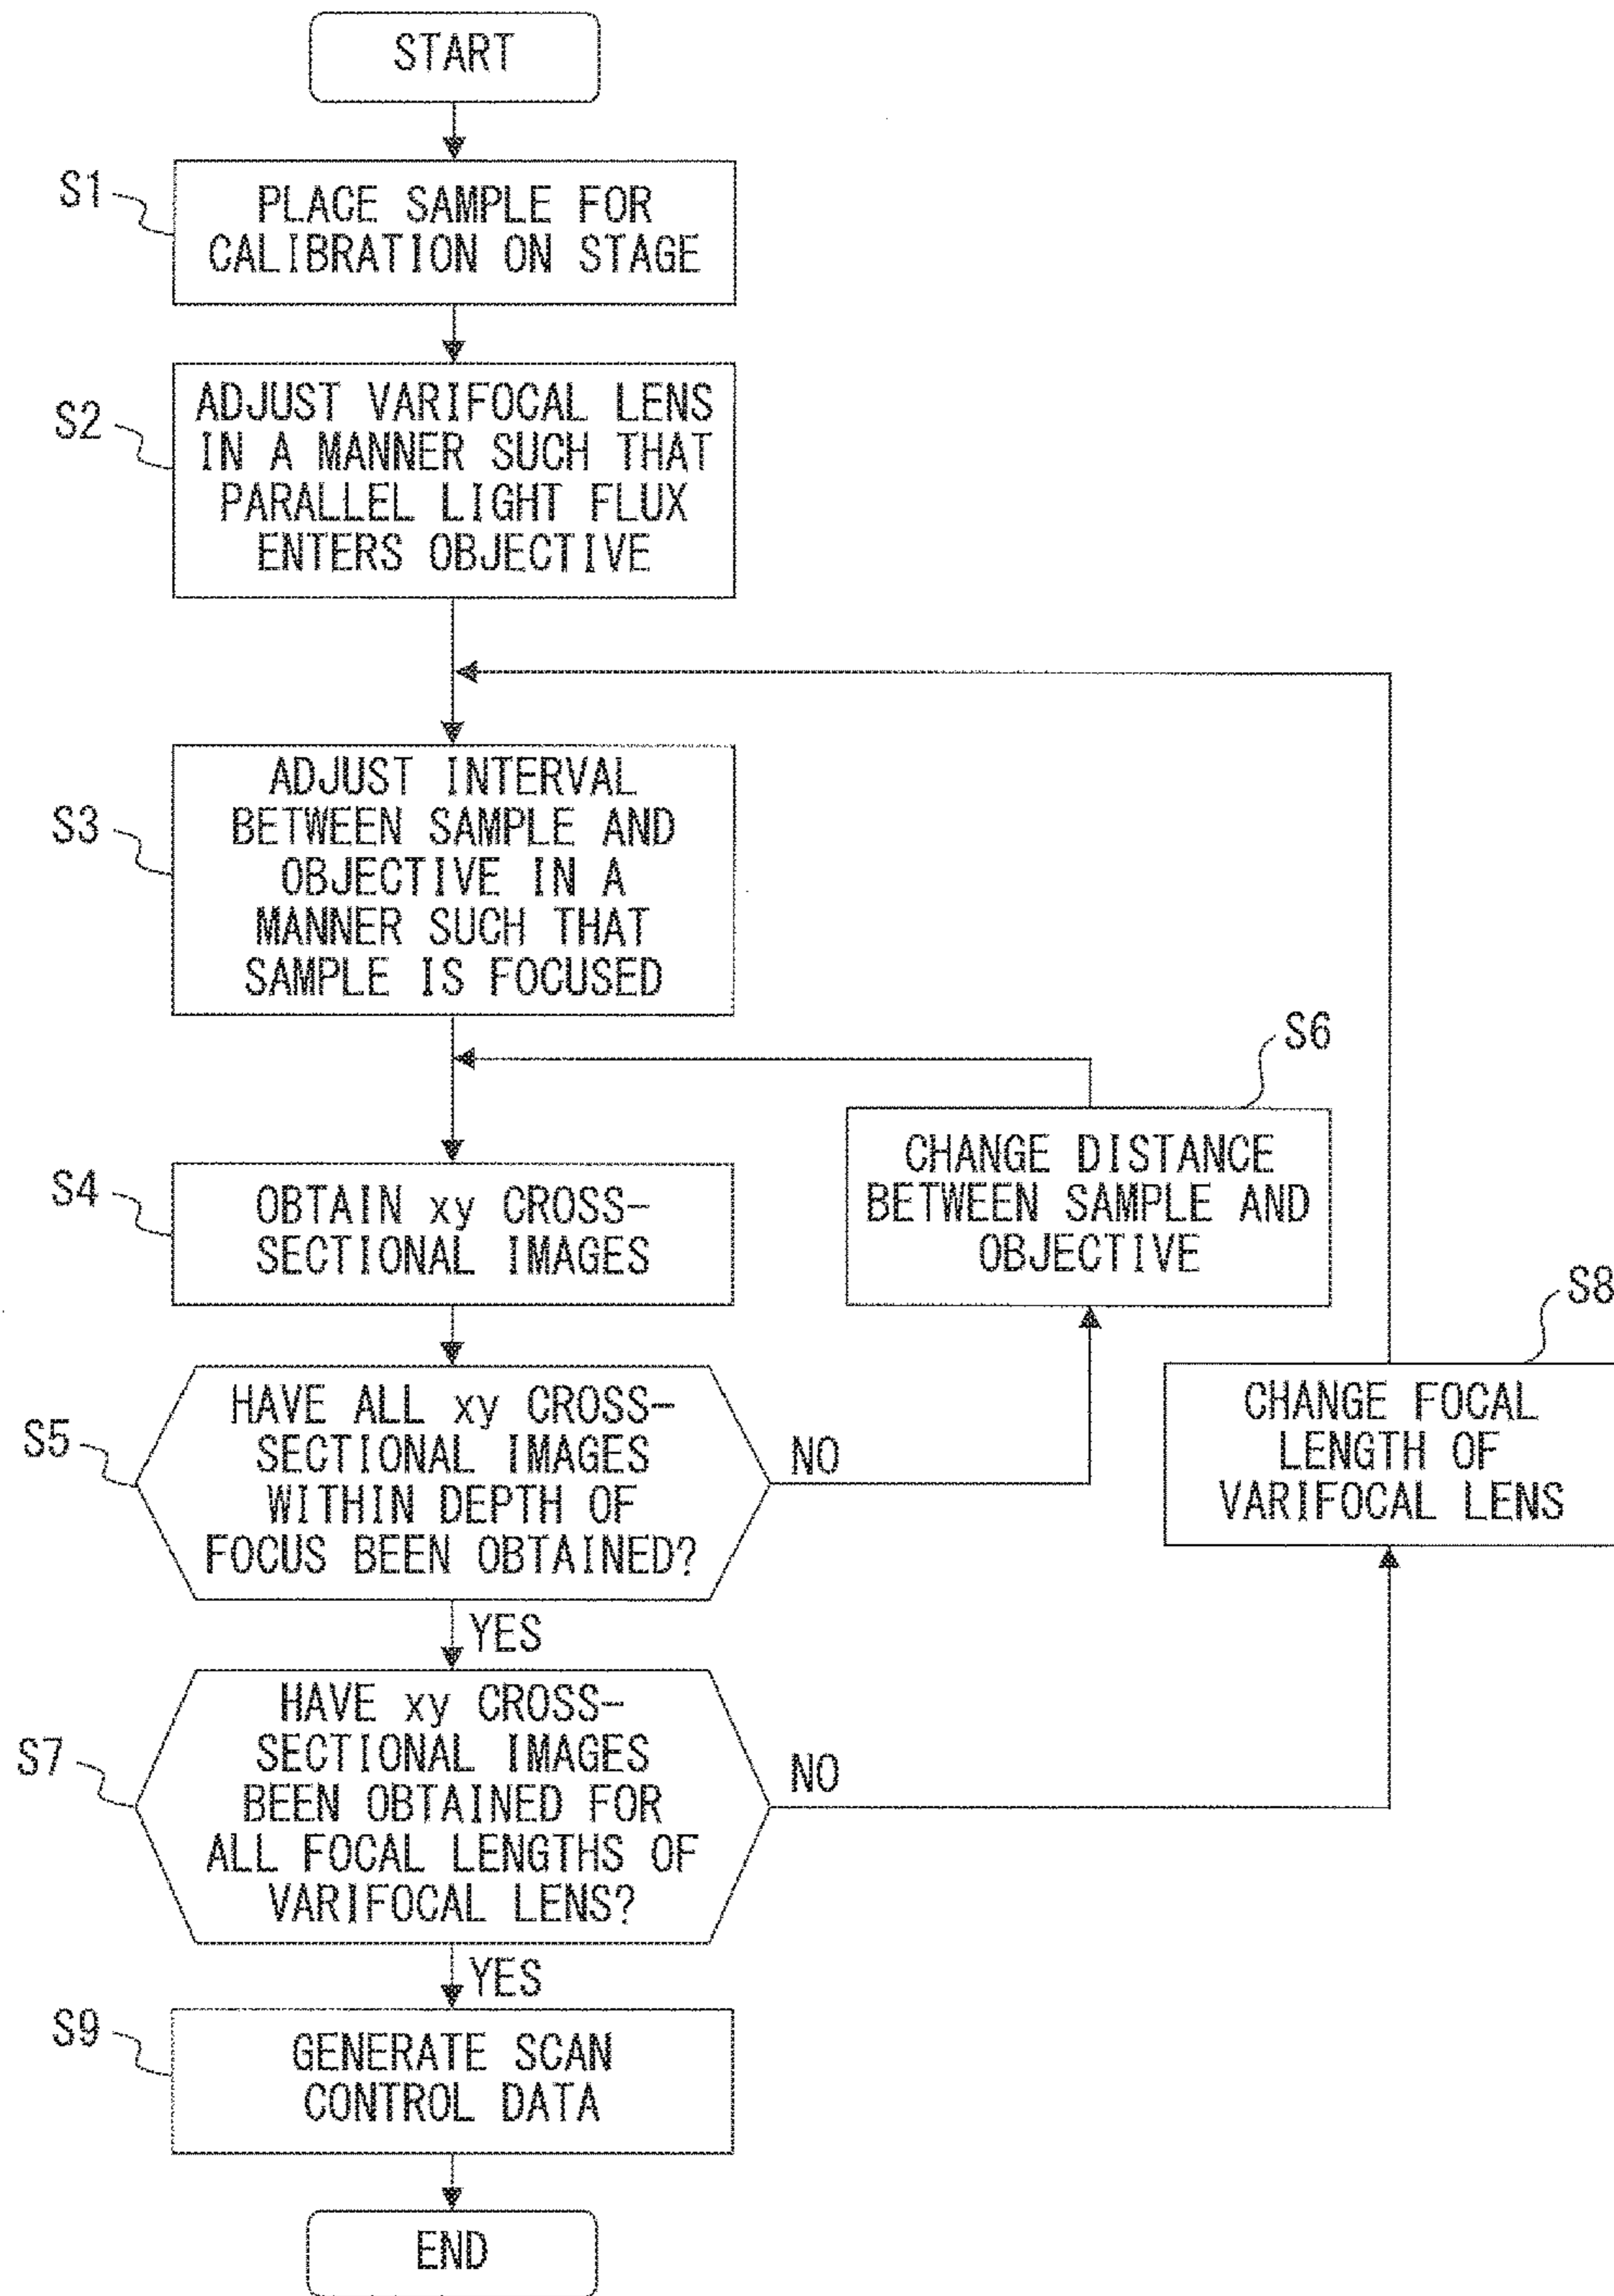 START
S1
PLACE SAMPLE FOR
CALIBRATION ON STAGE
S2
ADJUST VARIFOCAL LENS
IN A MANNER SUCH THAT
PARALLEL LIGHT FLUX
ENTERS OBJECTIVE
S3
ADJUST INTERVAL
BETWEEN SAMPLE AND
OBJECTIVE IN A
MANNER SUCH THAT
SAMPLE IS FOCUSED
S6
CHANGE DISTANCE
BETWEEN SAMPLE AND
OBJECTIVE
S4
OBTAIN xy CROSS-
SECTIONAL IMAGES
S8
CHANGE FOCAL
LENGTH OF
VARIFOCAL LENS
S5
HAVE ALL xy CROSS-
SECTIONAL IMAGES
WITHIN DEPTH OF
FOCUS BEEN OBTAINED?
NO
YES
S7
HAVE xy CROSS-
SECTIONAL IMAGES
BEEN OBTAINED FOR
ALL FOCAL LENGTHS OF
VARIFOCAL LENS?
NO
YES
S9
GENERATE SCAN
CONTROL DATA
END